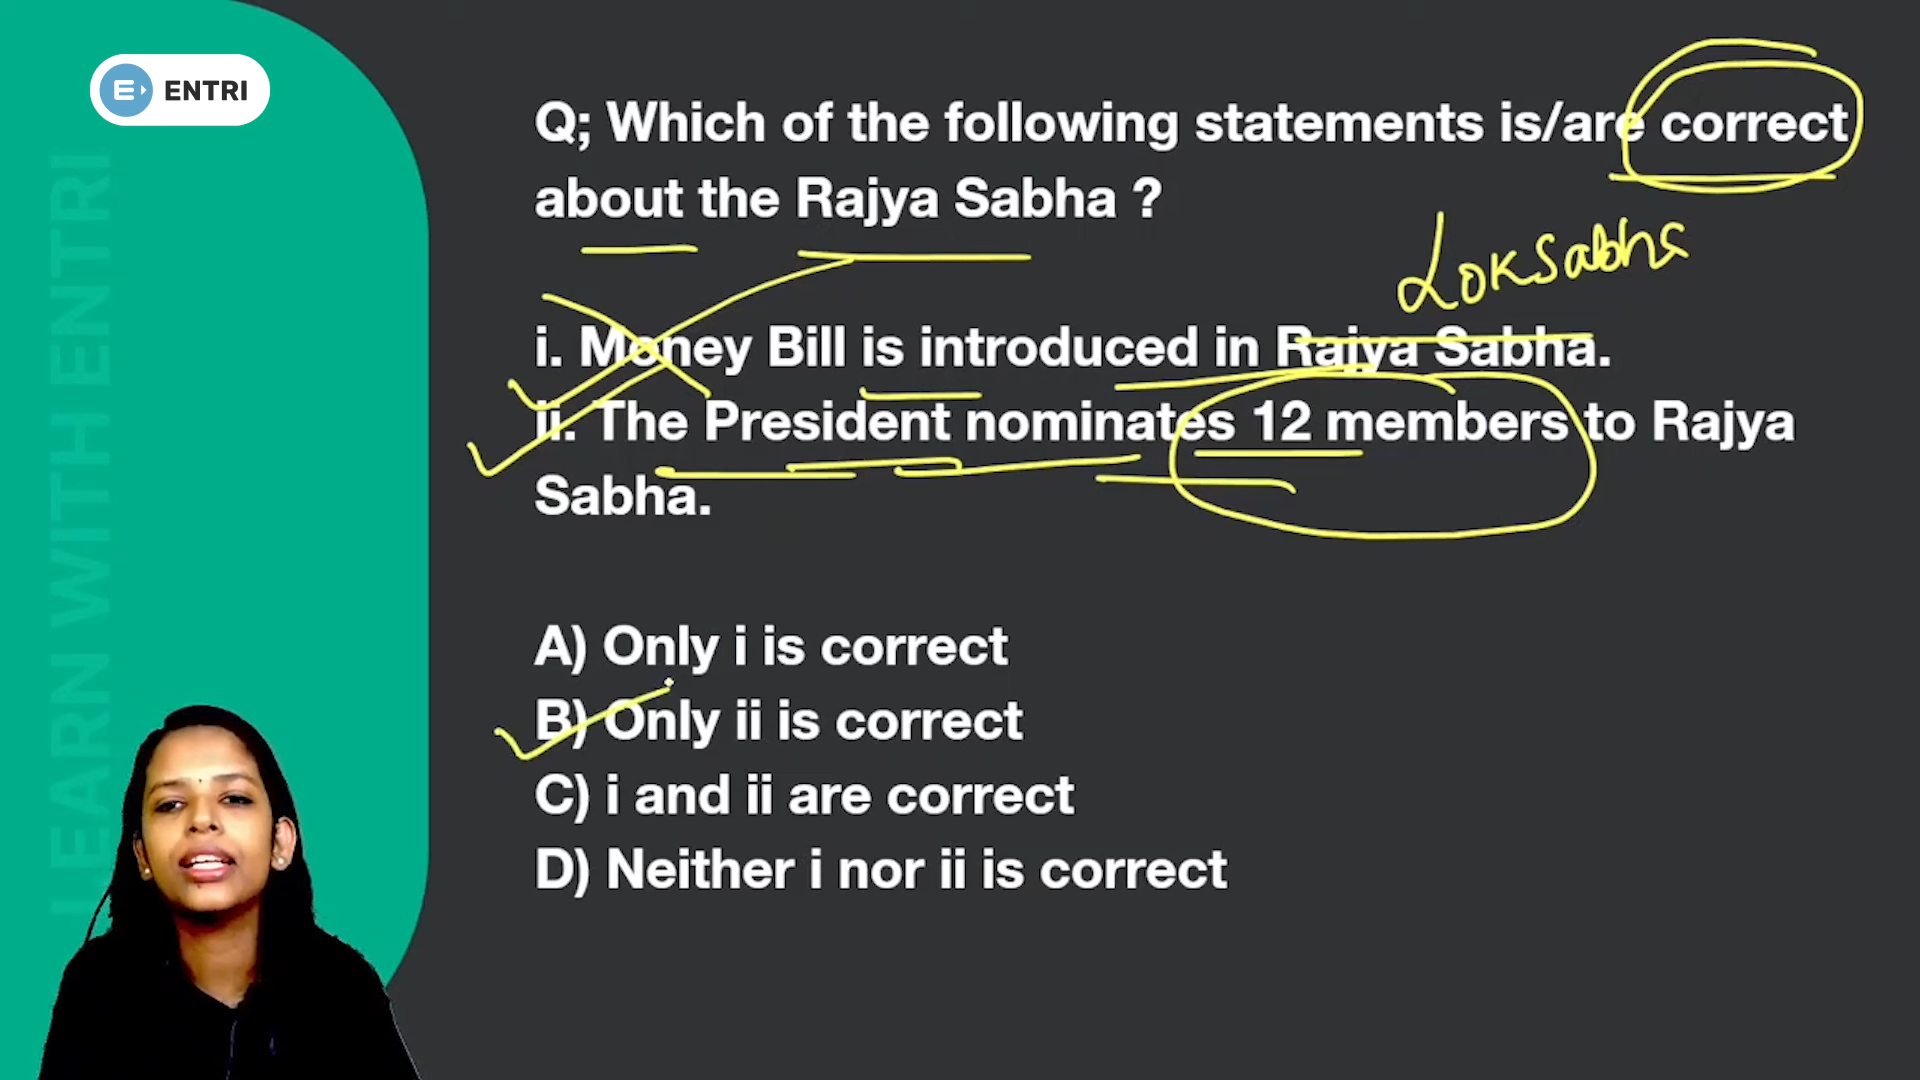 ENTRI
LEARN WITH ENTRI
Q; Which of the following statements is/are correct
about the Rajya Sabha ?
Loksabha
i. Money Bill is introduced in Rajya Sabha.
ii. The President nominates 12 members to Rajya
Sabha.
A) Only i is correct
B) Only ii is correct
C) i and ii are correct
D) Neither i nor ii is correct